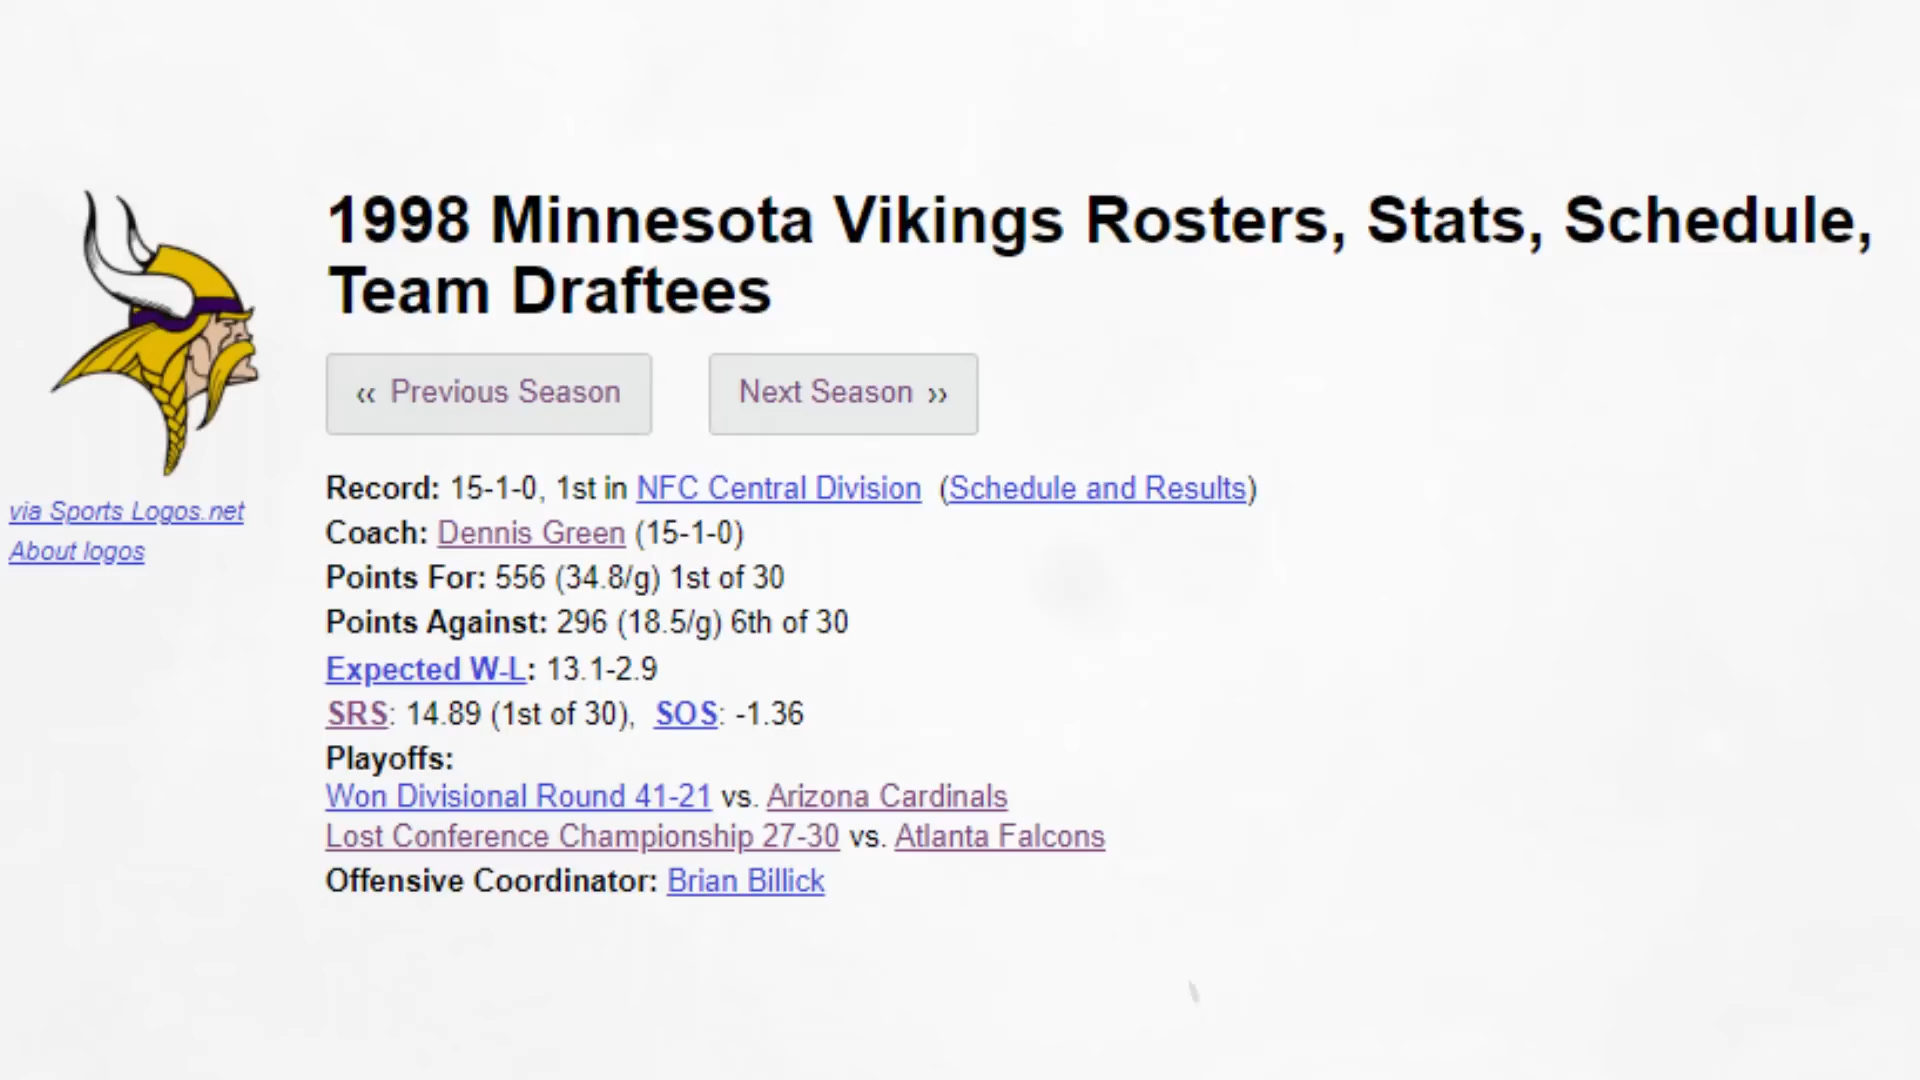 1998 Minnesota Vikings Rosters, Stats, Schedule,
Team Draftees
‹‹ Previous Season
Next Season ››
Record: 15-1-0, 1st in NFC Central Division (Schedule and Results)
Coach: Dennis Green (15-1-0)
Points For: 556 (34.8/g) 1st of 30
Points Against: 296 (18.5/g) 6th of 30
Expected W-L: 13.1-2.9
SRS: 14.89 (1st of 30), SOS: -1.36
Playoffs:
Won Divisional Round 41-21 vs. Arizona Cardinals
Lost Conference Championship 27-30 vs. Atlanta Falcons
Offensive Coordinator: Brian Billick
via Sports Logos.net
About logos